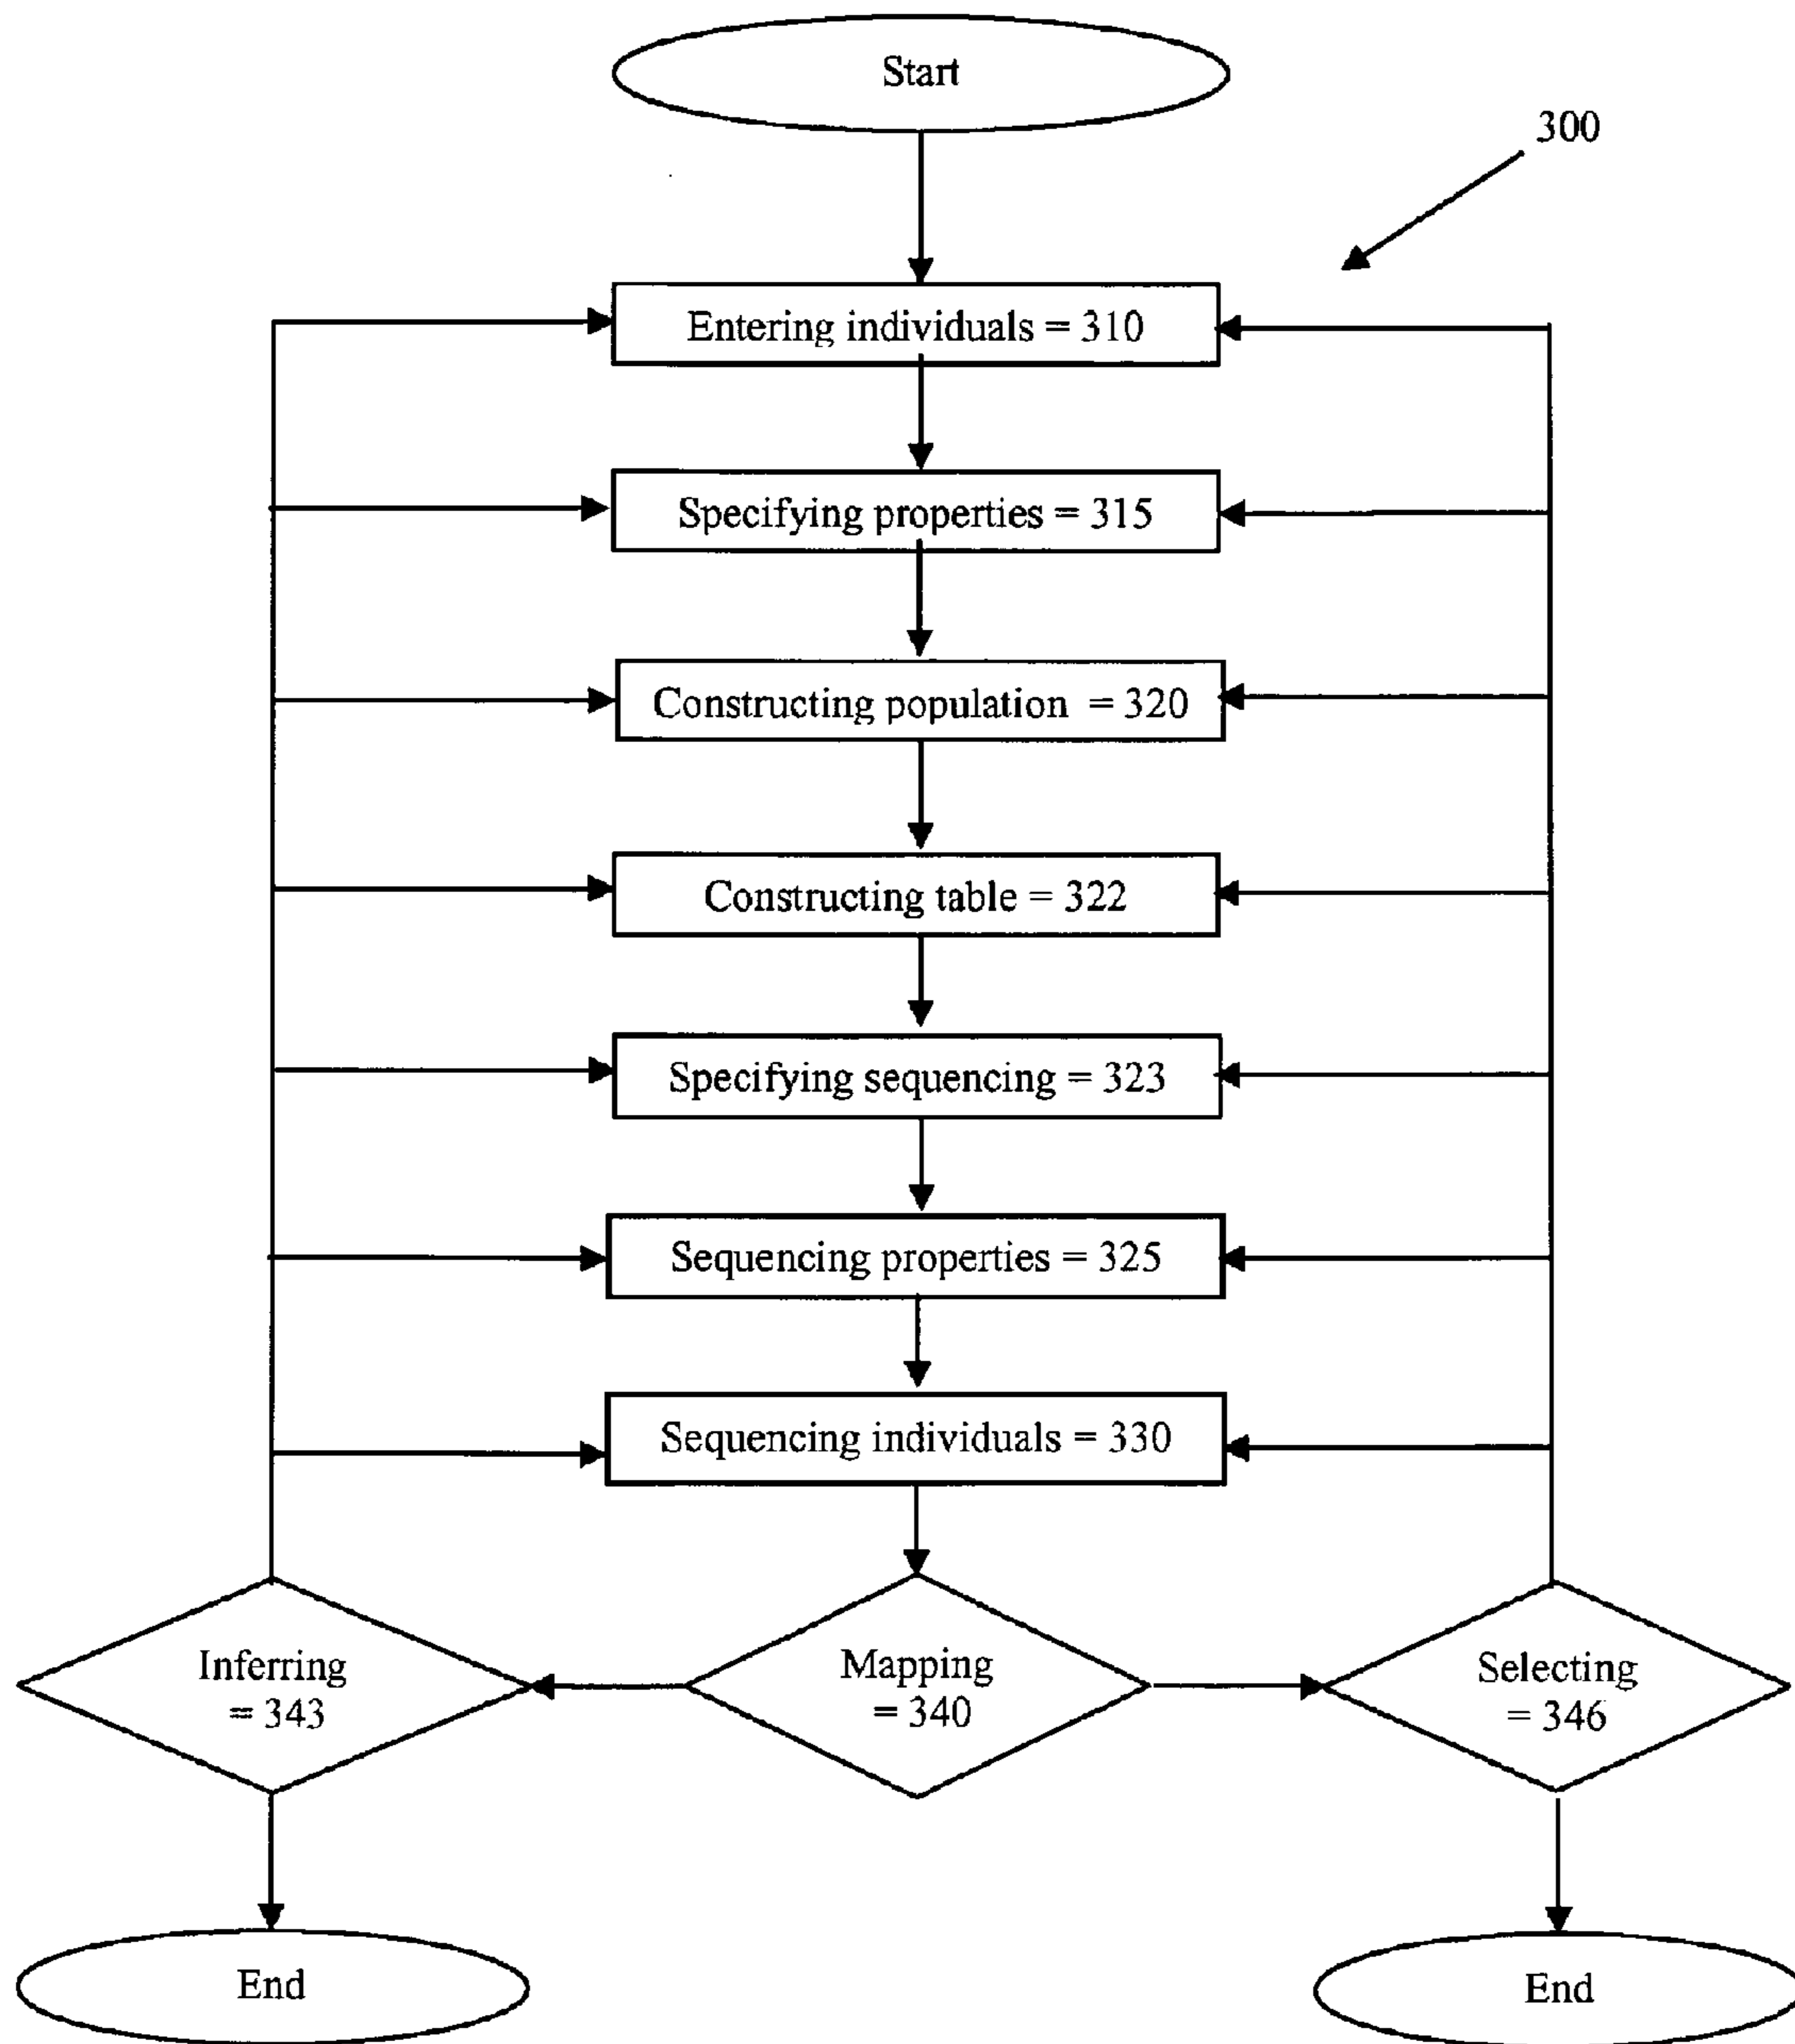 Start
300
Entering individuals = 310
Specifying properties = 315
Constructing population = 320
Constructing table = 322
Specifying sequencing = 323
Sequencing properties = 325
Sequencing individuals = 330
Inferring
= 343
Mapping
= 340
Selecting
= 346
End
End